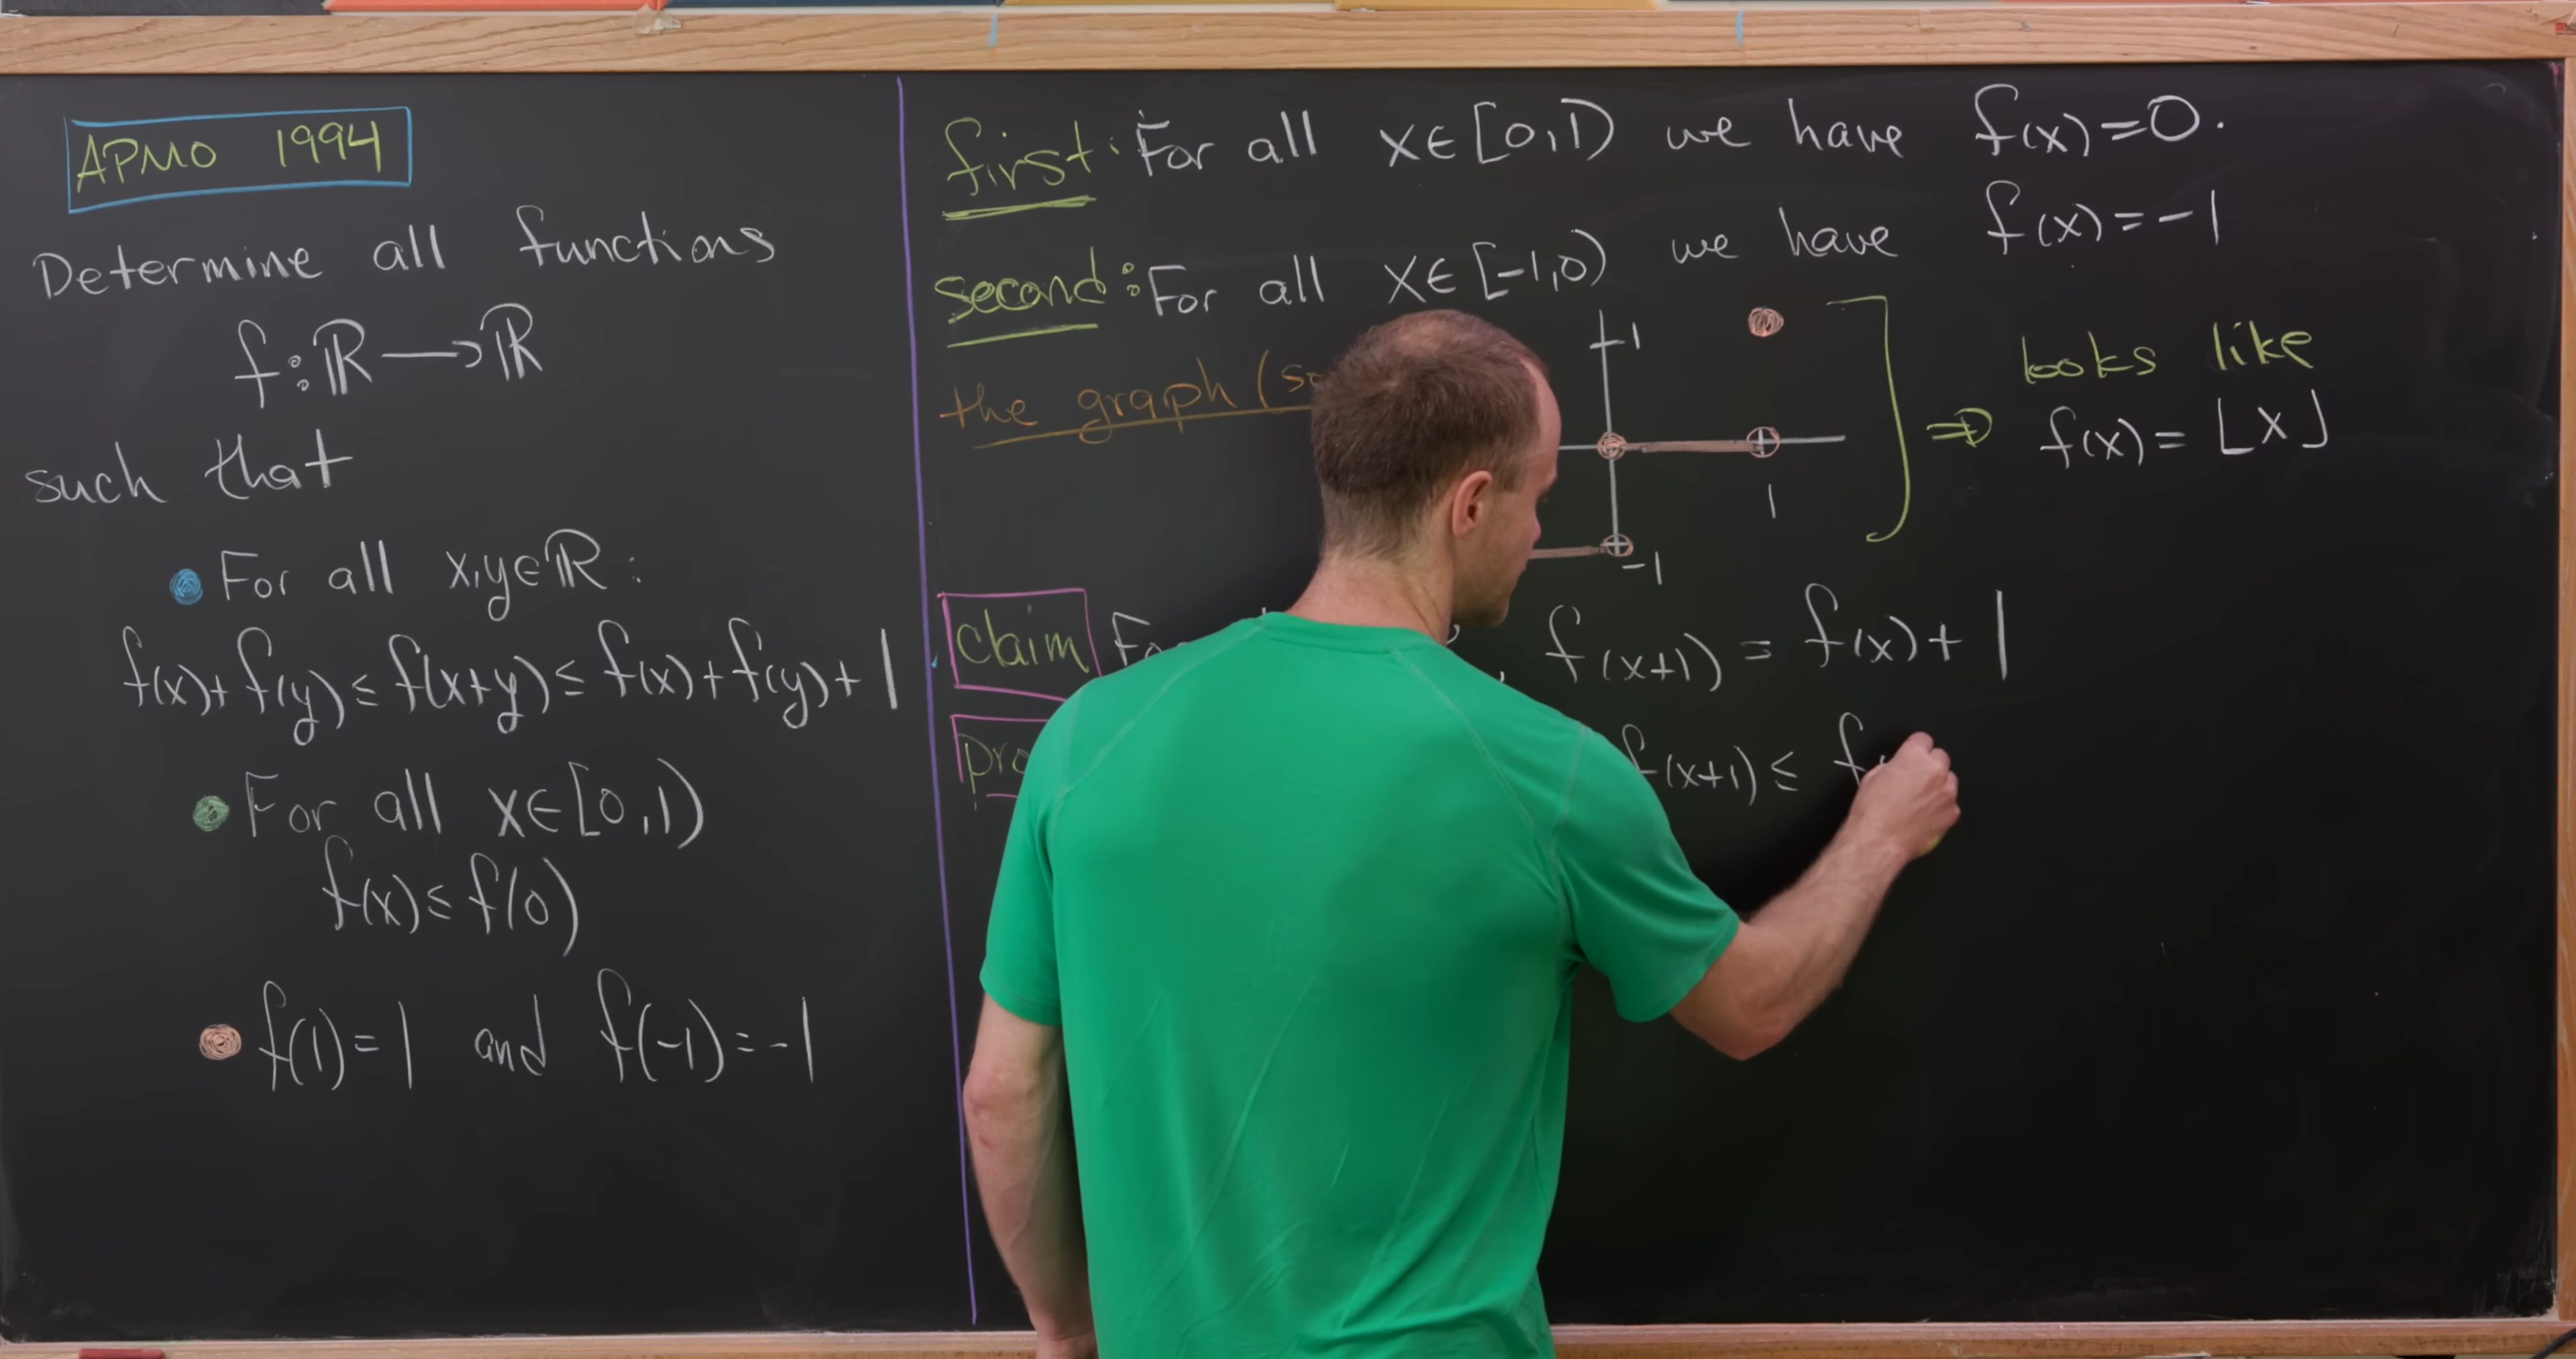 APMO 1994
Determine all functions
f:ℝ→ℝ
such that
• For all x,y∈ℝ:
f(x)+f(y)≤f(x+y)≤f(x)+f(y)+1
• For all x∈[0,1)
f(x)≤f(0)
• f(1)=1 and f(-1)=-1
first: For all x∈[0,1) we have f(x)=0.
second: For all x∈[-1,0) we have f(x)=-1
the graph (
1
1
-1
⇒ looks like
f(x)=⌊x⌋
claim f(x+1)=f(x)+1
f(x+1)≤f